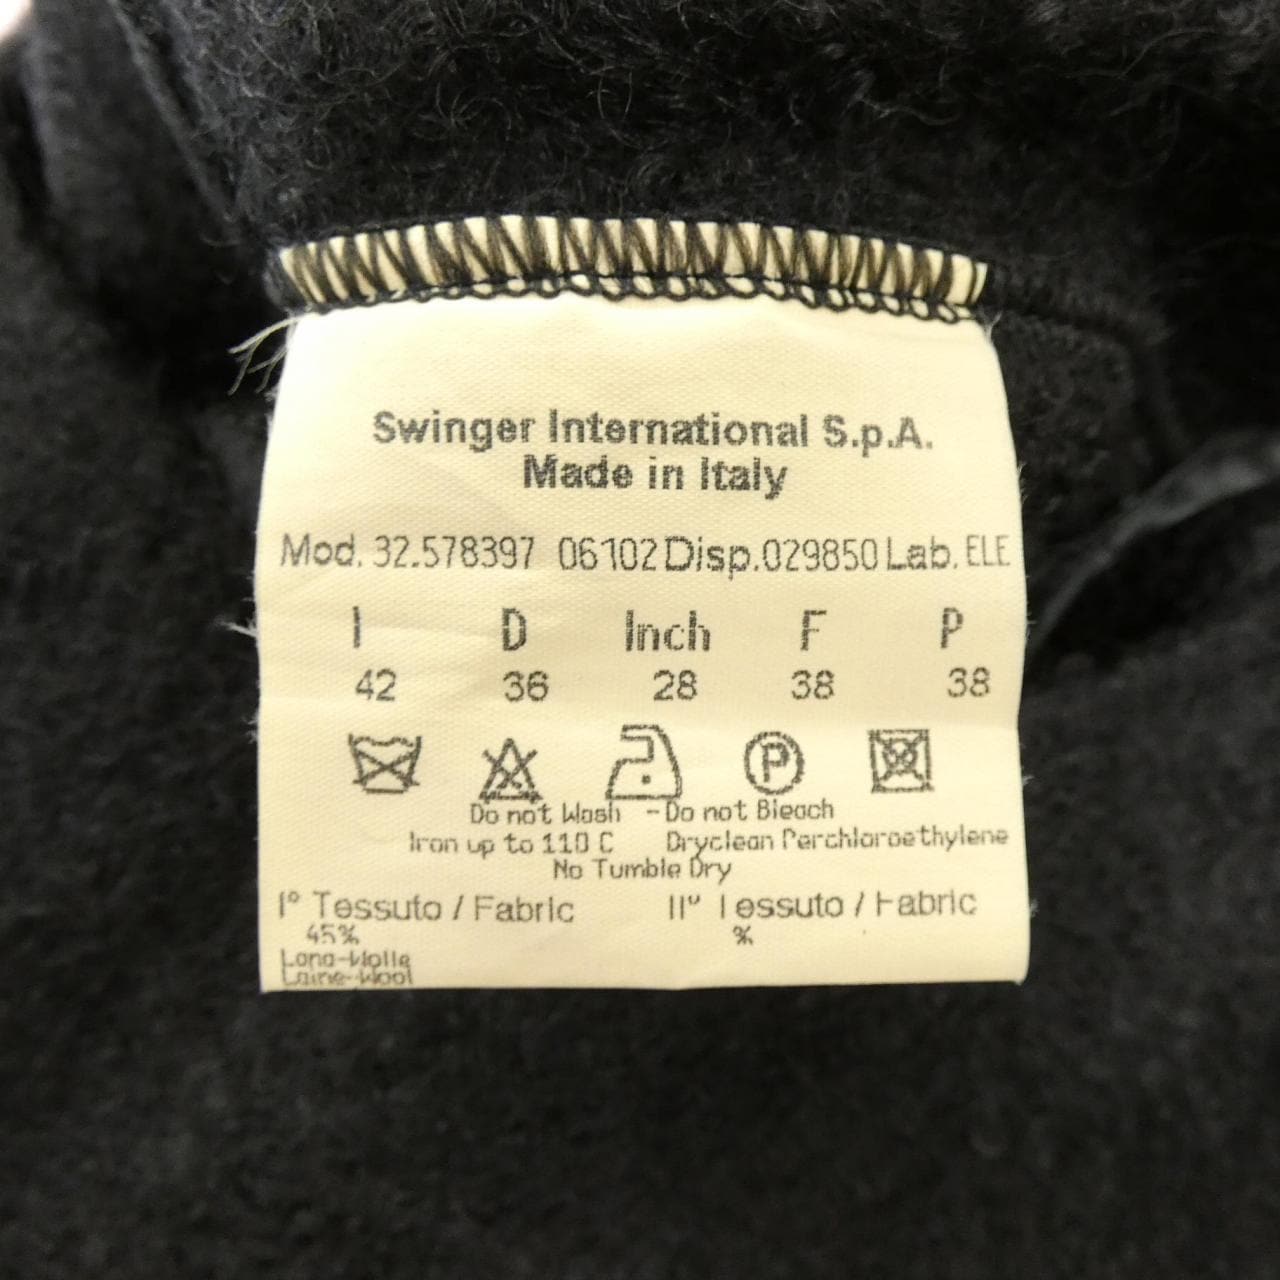 Swinger International S.p.A.
Made in Italy
Mod. 32.578397 06102 Disp.029850 Lab. ELE
I D Inch F P
42 36 28 38 38
P
Do not Wash - Do not Bleach
Iron up to 110 C Dryclean Perchloroethylene
No Tumble Dry
I° Tessuto / Fabric II° Tessuto / Fabric
45% %
Lana-Wolle
Laine-Wool